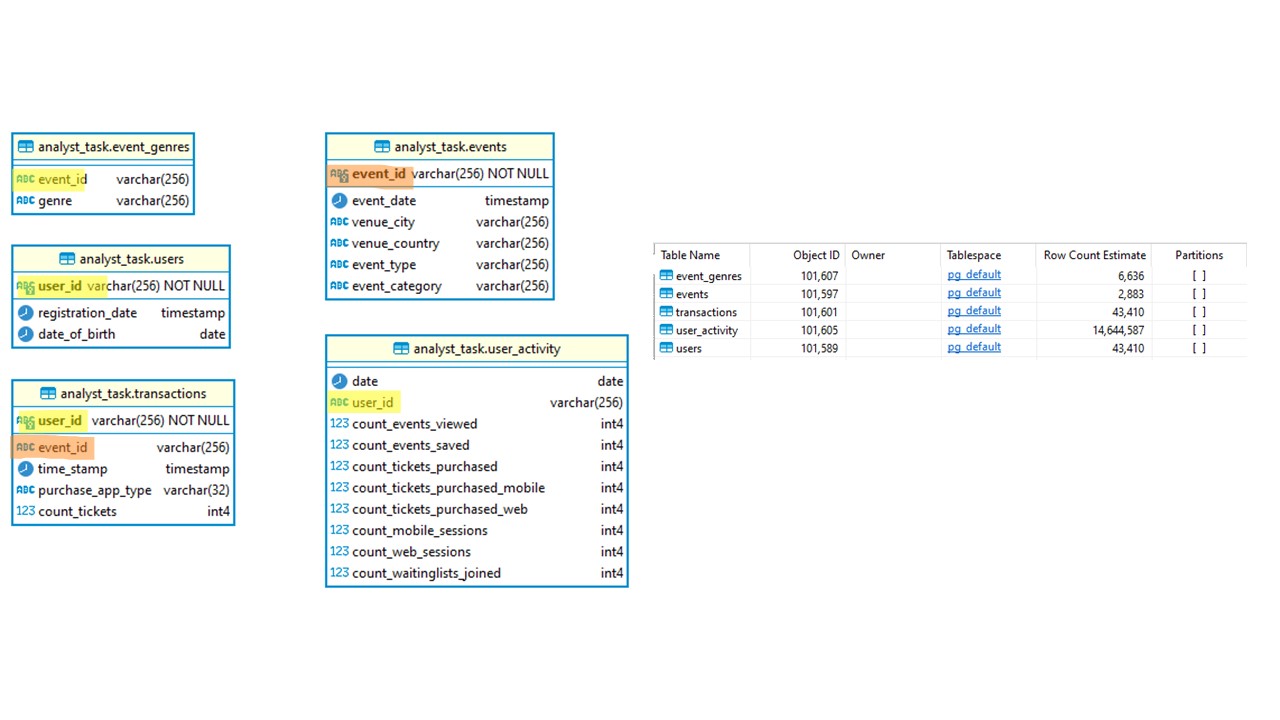 analyst_task.event_genres
ABC event_id varchar(256)
ABC genre varchar(256)
analyst_task.users
ABC user_id varchar(256) NOT NULL
registration_date timestamp
date_of_birth date
analyst_task.transactions
ABC user_id varchar(256) NOT NULL
ABC event_id varchar(256)
time_stamp timestamp
ABC purchase_app_type varchar(32)
123 count_tickets int4
analyst_task.events
ABC event_id varchar(256) NOT NULL
event_date timestamp
ABC venue_city varchar(256)
ABC venue_country varchar(256)
ABC event_type varchar(256)
ABC event_category varchar(256)
analyst_task.user_activity
date date
ABC user_id varchar(256)
123 count_events_viewed int4
123 count_events_saved int4
123 count_tickets_purchased int4
123 count_tickets_purchased_mobile int4
123 count_tickets_purchased_web int4
123 count_mobile_sessions int4
123 count_web_sessions int4
123 count_waitinglists_joined int4
Table Name Object ID Owner Tablespace Row Count Estimate Partitions
event_genres 101,607 pg_default 6,636 [ ]
events 101,597 pg_default 2,883 [ ]
transactions 101,601 pg_default 43,410 [ ]
user_activity 101,605 pg_default 14,644,587 [ ]
users 101,589 pg_default 43,410 [ ]